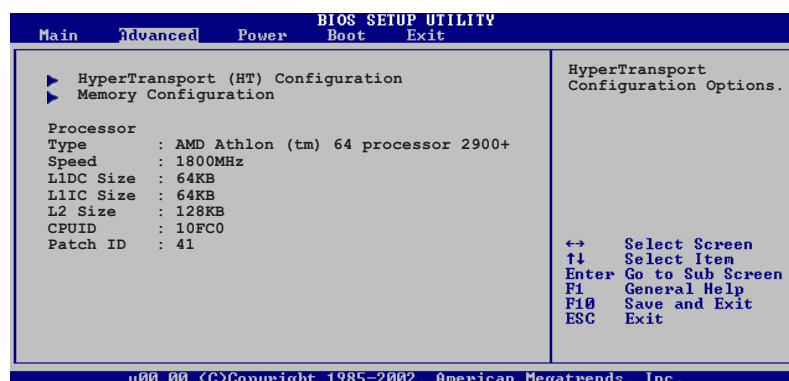 BIOS SETUP UTILITY
Main Advanced Power Boot Exit
HyperTransport (HT) Configuration
Memory Configuration
Processor
Type : AMD Athlon (tm) 64 processor 2900+
Speed : 1800MHz
L1DC Size : 64KB
L1IC Size : 64KB
L2 Size : 128KB
CPUID : 10FC0
Patch ID : 41
HyperTransport
Configuration Options.
↔ Select Screen
↑↓ Select Item
Enter Go to Sub Screen
F1 General Help
F10 Save and Exit
ESC Exit
v00.00 (C)Copyright 1985-2002, American Megatrends, Inc.